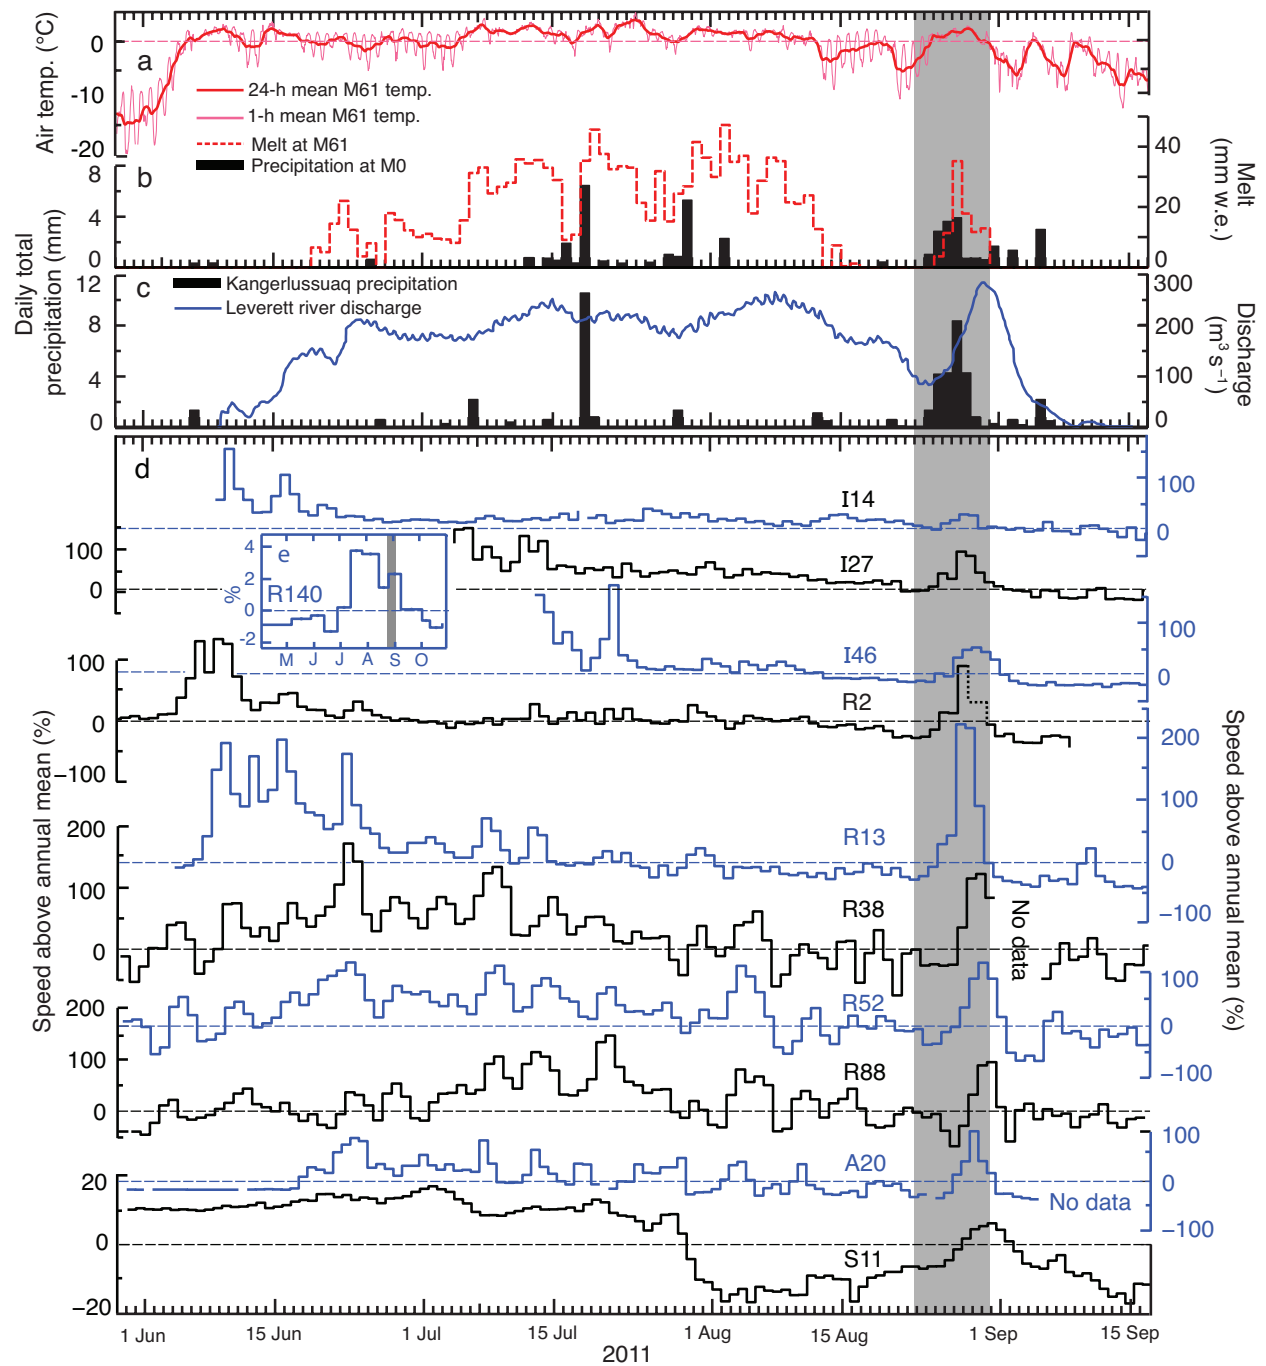 Air temp. (°C)
0
-10
-20
a
24-h mean M61 temp.
1-h mean M61 temp.
Melt at M61
Precipitation at M0
Daily total
precipitation (mm)
8
4
0
b
40
20
0
Melt
(mm w.e.)
12
8
4
0
c
Kangerlussuaq precipitation
Leverett river discharge
300
200
100
0
Discharge
(m³ s⁻¹)
d
I14
100
0
100
0
I27
e
4
2
0
-2
%
R140
M J J A S O
100
0
I46
100
0
−100
R2
Speed above annual mean (%)
200
100
0
−100
R13
Speed above annual mean (%)
200
100
0
R38
No data
100
0
−100
R52
200
100
0
R88
100
0
−100
A20
No data
20
0
−20
S11
1 Jun 15 Jun 1 Jul 15 Jul 1 Aug 15 Aug 1 Sep 15 Sep
2011